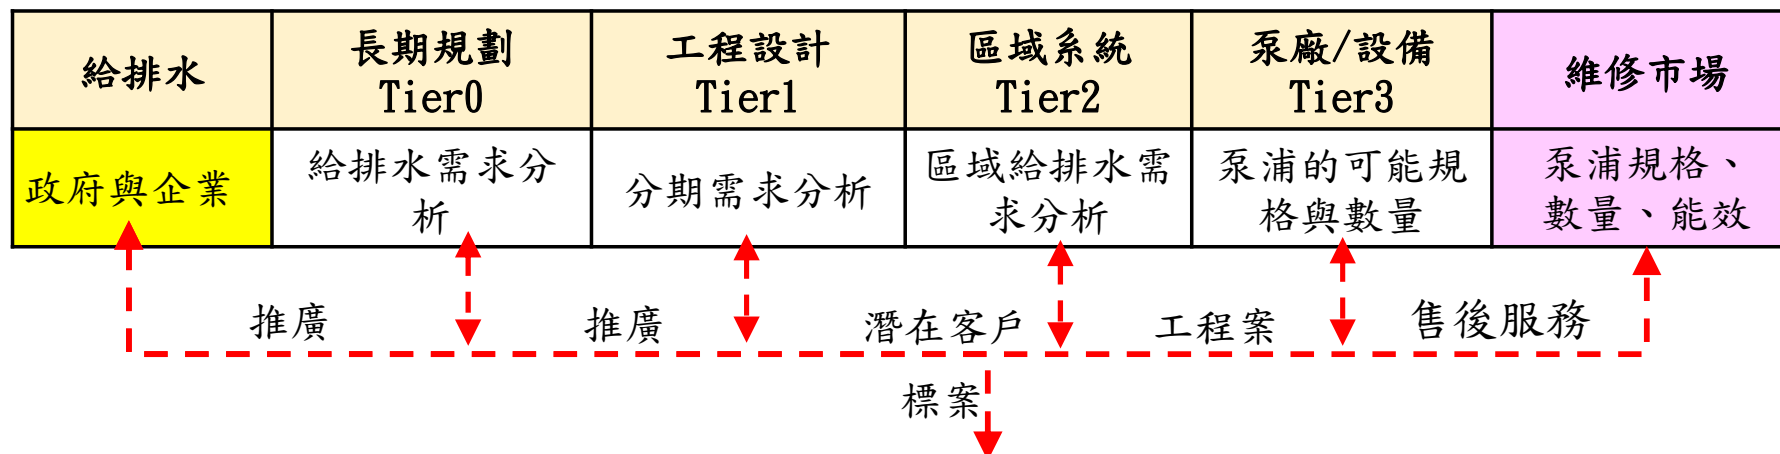 給排水
長期規劃
Tier0
工程設計
Tier1
區域系統
Tier2
泵廠/設備
Tier3
維修市場
政府與企業
給排水需求分
析
分期需求分析
區域給排水需
求分析
泵浦的可能規
格與數量
泵浦規格、
數量、能效
推廣
推廣
潛在客戶
工程案
售後服務
標案